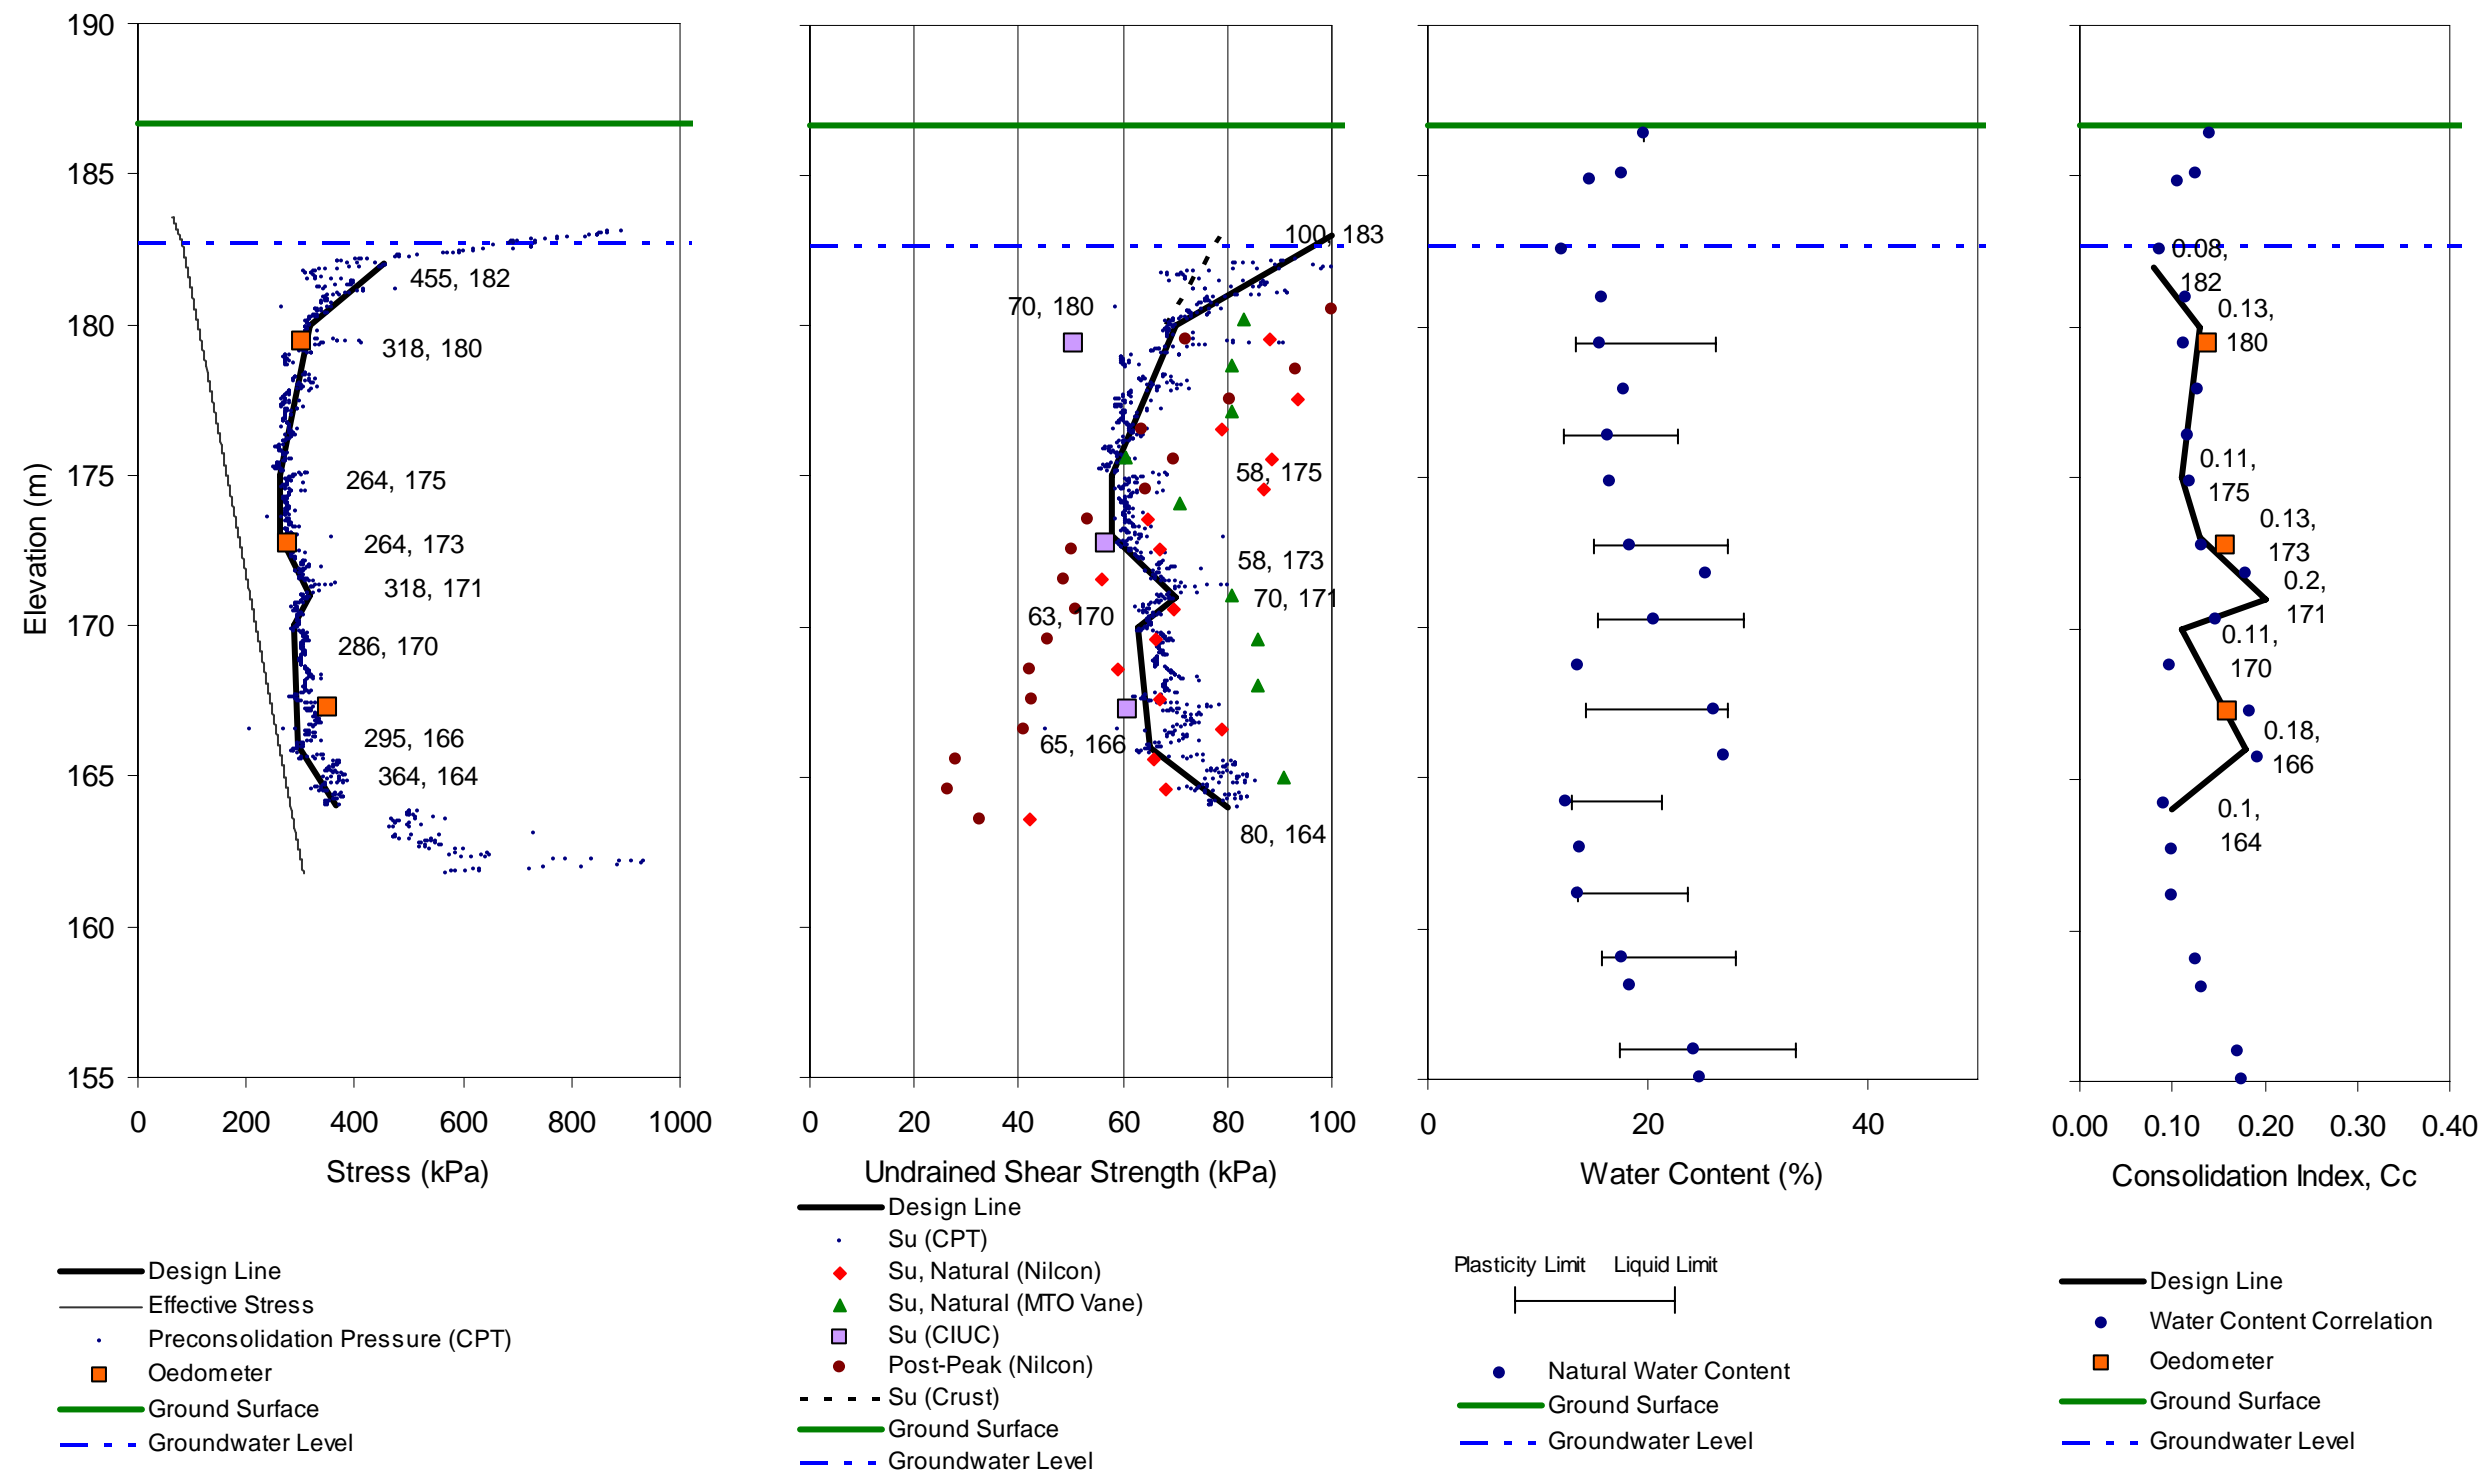 Elevation (m)
190
185
180
175
170
165
160
155
0 200 400 600 800 1000
Stress (kPa)
455, 182
318, 180
264, 175
264, 173
318, 171
286, 170
295, 166
364, 164
Design Line
Effective Stress
Preconsolidation Pressure (CPT)
Oedometer
Ground Surface
Groundwater Level
100, 183
70, 180
58, 175
58, 173
70, 171
63, 170
65, 166
80, 164
0 20 40 60 80 100
Undrained Shear Strength (kPa)
Design Line
Su (CPT)
Su, Natural (Nilcon)
Su, Natural (MTO Vane)
Su (CIUC)
Post-Peak (Nilcon)
Su (Crust)
Ground Surface
Groundwater Level
0 20 40
Water Content (%)
Plasticity Limit Liquid Limit
Natural Water Content
Ground Surface
Groundwater Level
0.08,
182
0.13,
180
0.11,
175
0.13,
173
0.2,
171
0.11,
170
0.18,
166
0.1,
164
0.00 0.10 0.20 0.30 0.40
Consolidation Index, Cc
Design Line
Water Content Correlation
Oedometer
Ground Surface
Groundwater Level